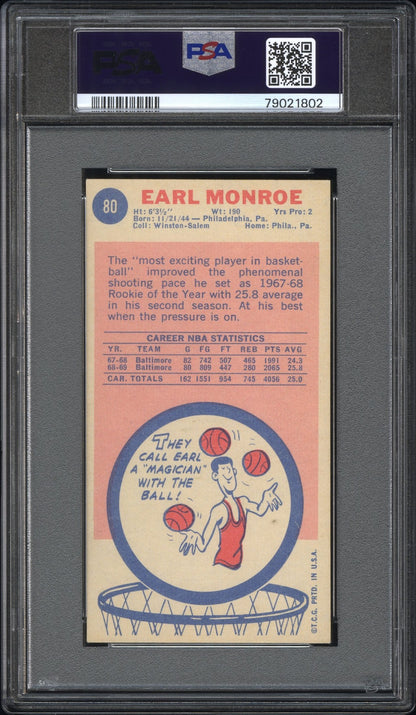 PSA
PSA
79021802
80
EARL MONROE
Ht: 6'3½" Wt: 190 Yrs Pro: 2
Born: 11/21/44 — Philadelphia, Pa.
Coll: Winston-Salem Home: Phila., Pa.
The "most exciting player in basket-
ball" improved the phenomenal
shooting pace he set as 1967-68
Rookie of the Year with 25.8 average
in his second season. At his best
when the pressure is on.
CAREER NBA STATISTICS
YR. TEAM G FG FT REB PTS AVG
67-68 Baltimore 82 742 507 465 1991 24.3
68-69 Baltimore 80 809 447 280 2065 25.8
CAR. TOTALS 162 1551 954 745 4056 25.0
THEY
CALL EARL
A "MAGICIAN"
WITH THE
BALL!
©T.C.G. PRTD. IN U.S.A.